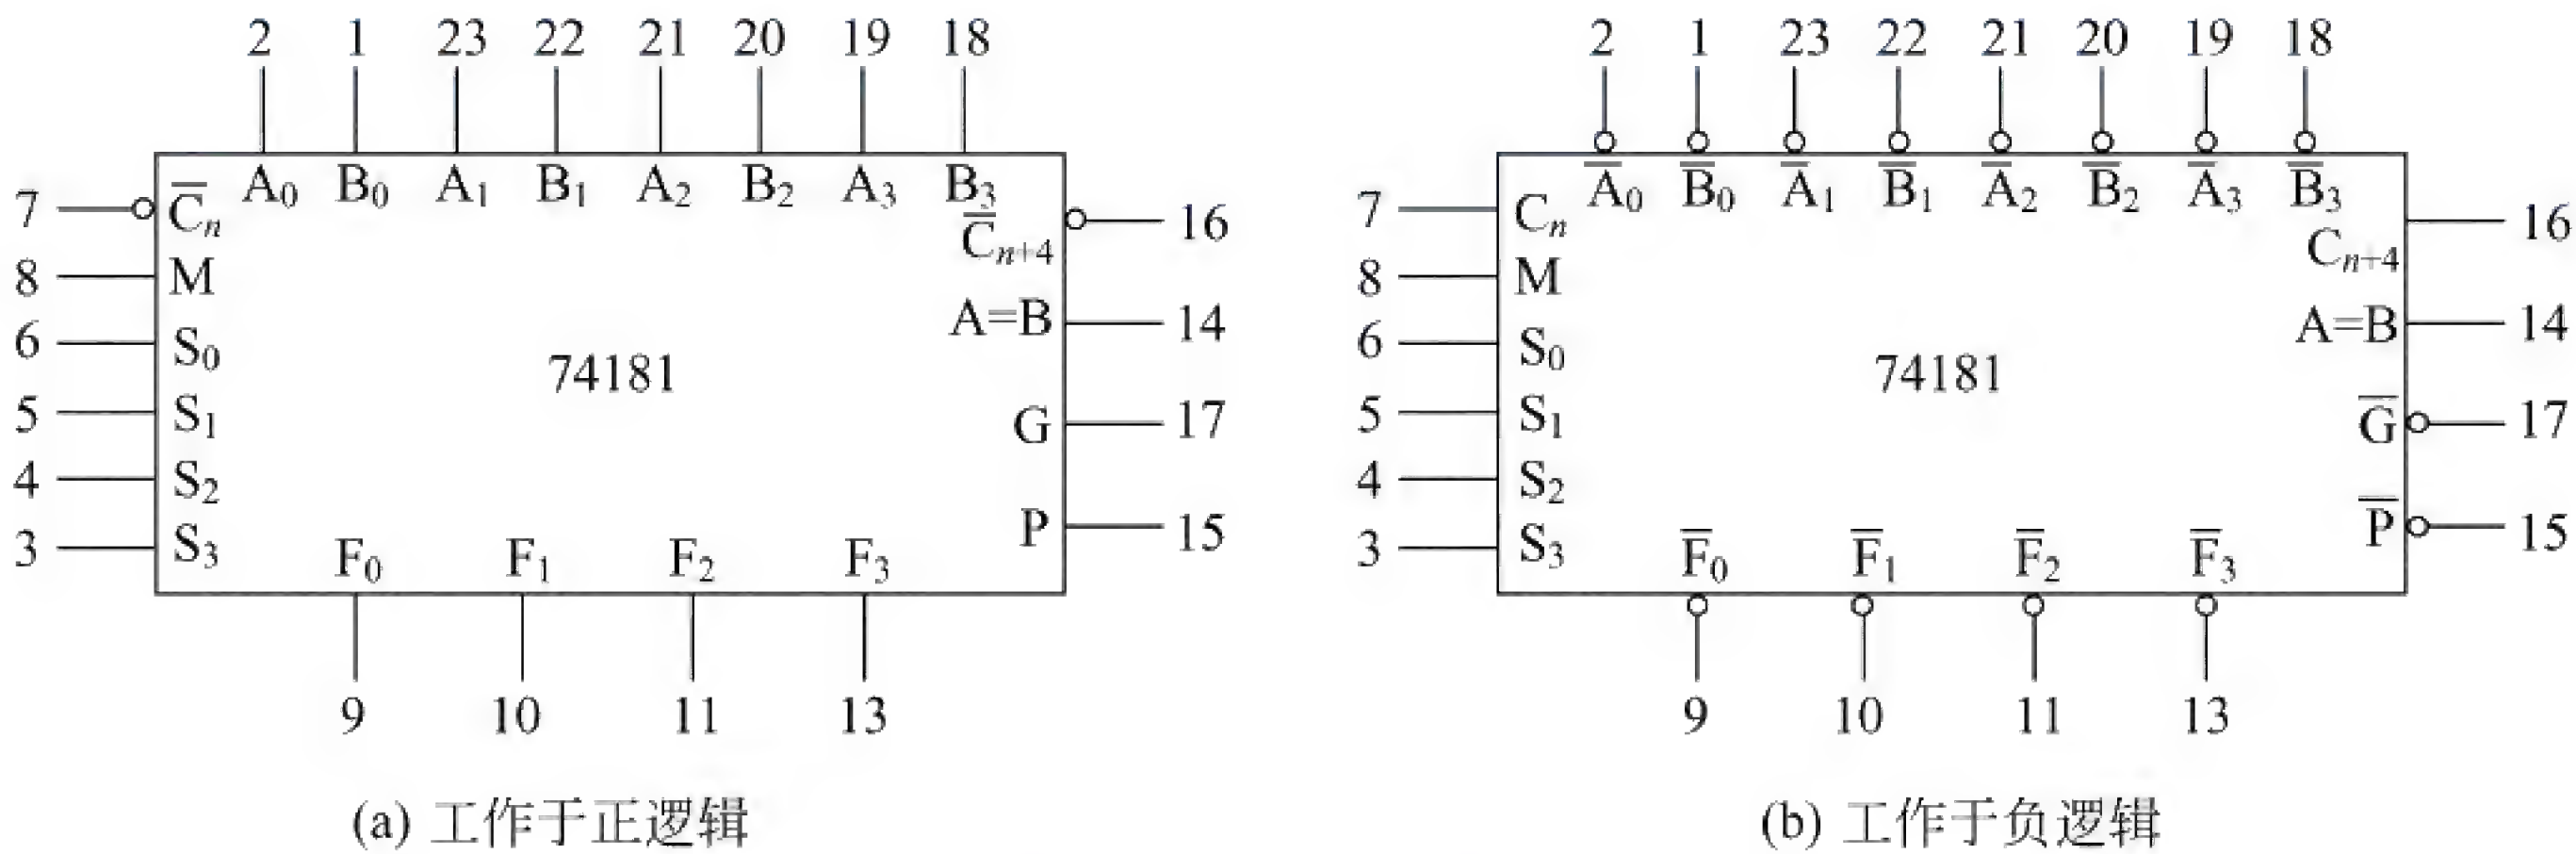 2 1 23 22 21 20 19 18
A₀ B₀ A₁ B₁ A₂ B₂ A₃ B₃
7 C̅ₙ
C̅ₙ₊₄ 16
8 M
A=B 14
6 S₀
74181
5 S₁
G 17
4 S₂
P 15
3 S₃
F₀ F₁ F₂ F₃
9 10 11 13
(a) 工作于正逻辑
2 1 23 22 21 20 19 18
A̅₀ B̅₀ A̅₁ B̅₁ A̅₂ B̅₂ A̅₃ B̅₃
7 Cₙ
Cₙ₊₄ 16
8 M
A=B 14
6 S₀
74181
5 S₁
G̅ 17
4 S₂
P̅ 15
3 S₃
F̅₀ F̅₁ F̅₂ F̅₃
9 10 11 13
(b) 工作于负逻辑